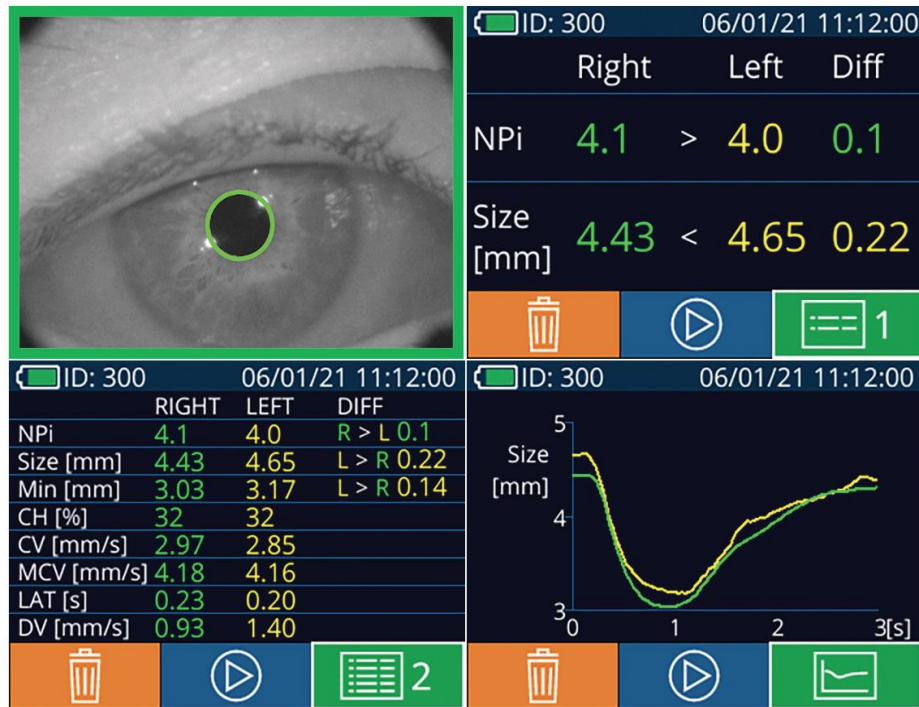 ID: 300 06/01/21 11:12:00
Right Left Diff
NPi 4.1 > 4.0 0.1
Size
[mm] 4.43 < 4.65 0.22
1
ID: 300 06/01/21 11:12:00
RIGHT LEFT DIFF
NPi 4.1 4.0 R > L 0.1
Size [mm] 4.43 4.65 L > R 0.22
Min [mm] 3.03 3.17 L > R 0.14
CH [%] 32 32
CV [mm/s] 2.97 2.85
MCV [mm/s] 4.18 4.16
LAT [s] 0.23 0.20
DV [mm/s] 0.93 1.40
2
ID: 300 06/01/21 11:12:00
5
Size
[mm]
4
3
0 1 2 3[s]